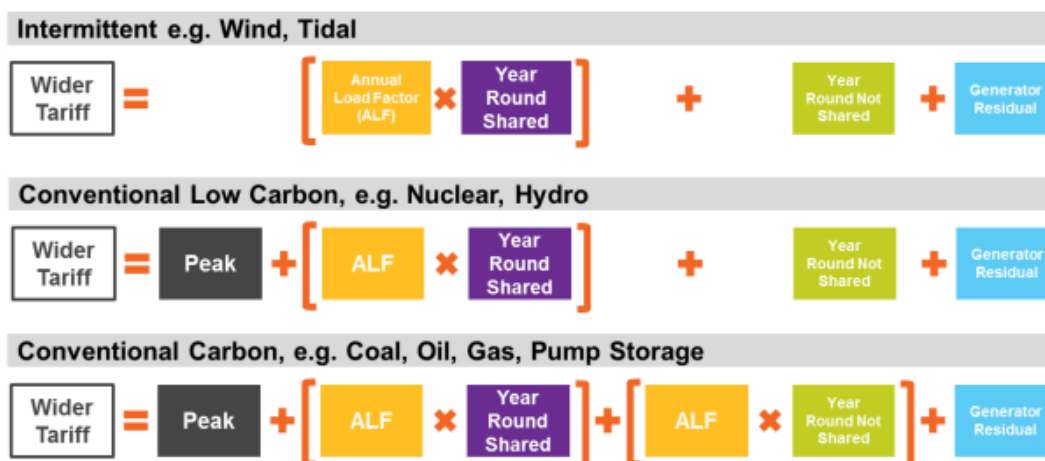 Intermittent e.g. Wind, Tidal
Wider
Tariff
=
[
Annual
Load Factor
(ALF)
×
Year
Round
Shared
]
+
Year
Round Not
Shared
+
Generator
Residual
Conventional Low Carbon, e.g. Nuclear, Hydro
Wider
Tariff
=
Peak
+
[
ALF
×
Year
Round
Shared
]
+
Year
Round Not
Shared
+
Generator
Residual
Conventional Carbon, e.g. Coal, Oil, Gas, Pump Storage
Wider
Tariff
=
Peak
+
[
ALF
×
Year
Round
Shared
]
+
[
ALF
×
Year
Round Not
Shared
]
+
Generator
Residual